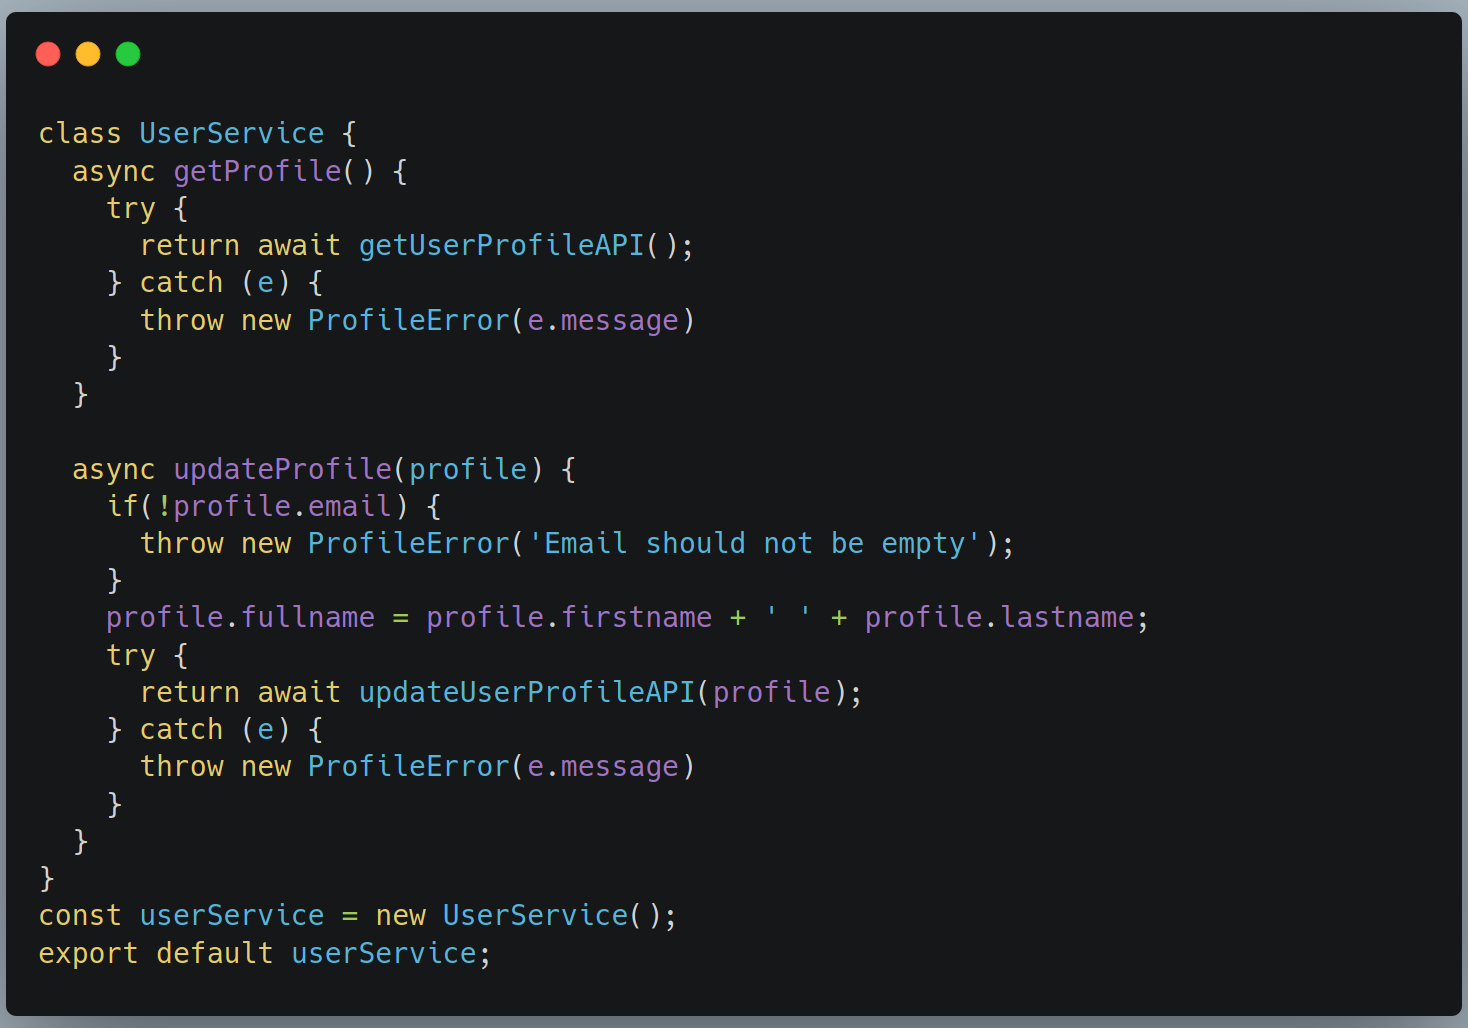 class UserService {
  async getProfile() {
    try {
      return await getUserProfileAPI();
    } catch (e) {
      throw new ProfileError(e.message)
    }
  }

  async updateProfile(profile) {
    if(!profile.email) {
      throw new ProfileError('Email should not be empty');
    }
    profile.fullname = profile.firstname + ' ' + profile.lastname;
    try {
      return await updateUserProfileAPI(profile);
    } catch (e) {
      throw new ProfileError(e.message)
    }
  }
}
const userService = new UserService();
export default userService;